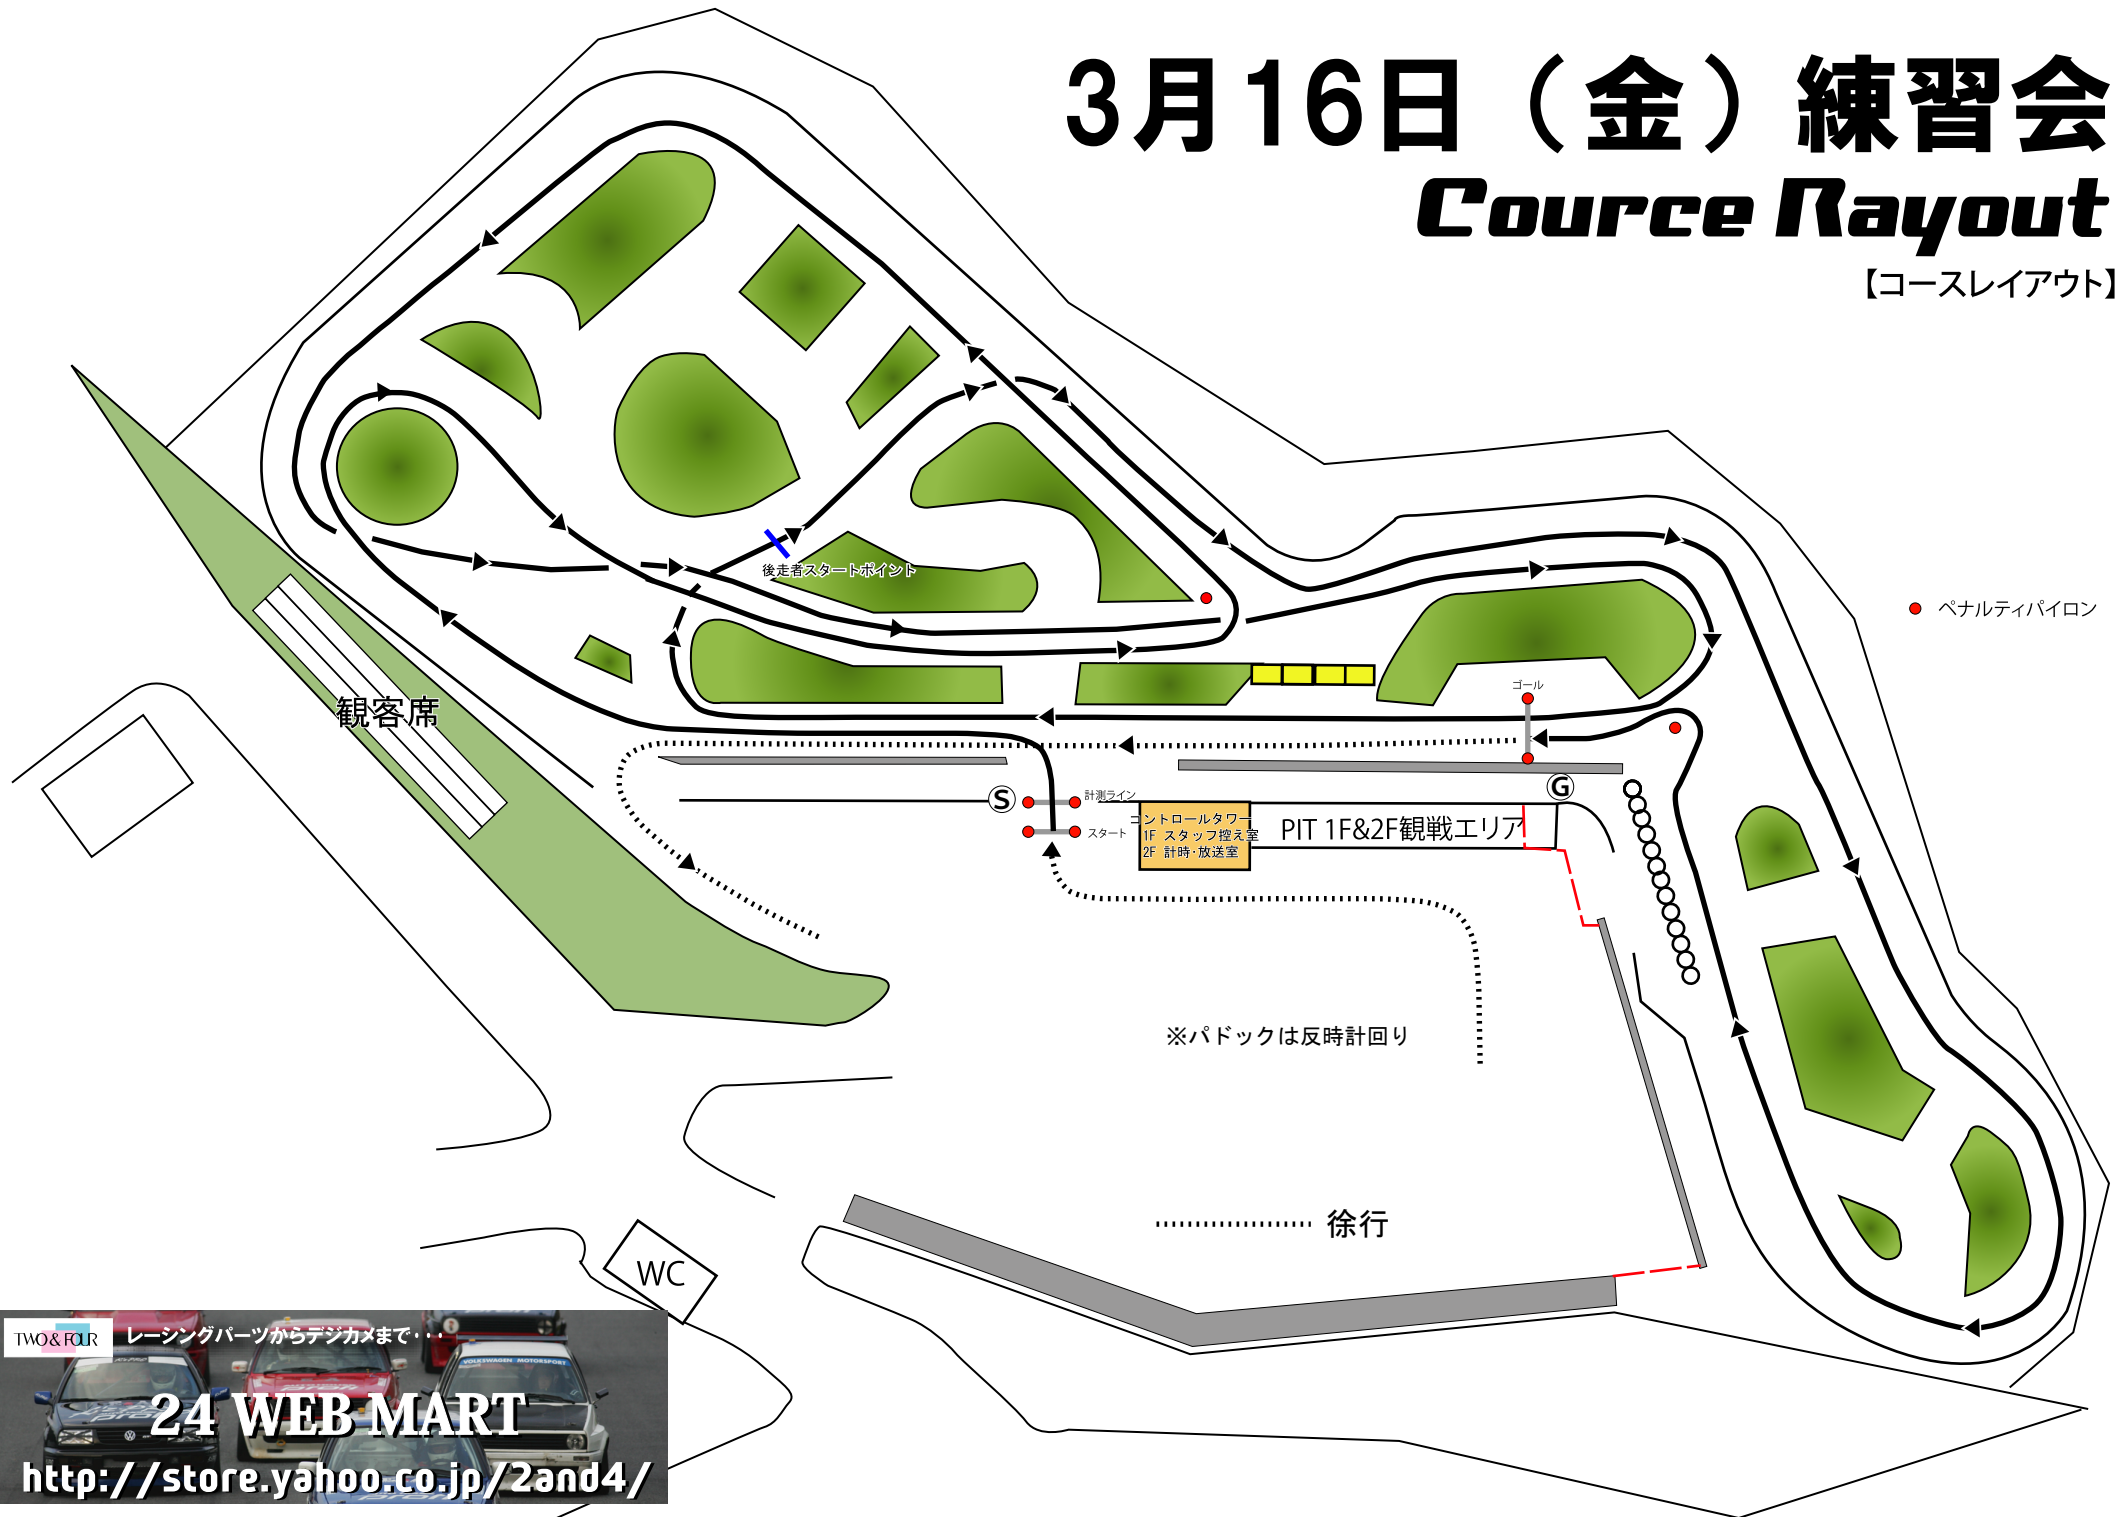 3月16日（金）練習会
Cource Rayout
【コースレイアウト】
ペナルティパイロン
後走者スタートポイント
観客席
ゴール
G
S
計測ライン
スタート
コントロールタワー
1F スタッフ控え室
2F 計時・放送室
PIT 1F&2F観戦エリア
※パドックは反時計回り
徐行
WC
TWO & FOUR
レーシングパーツからデジカメまで・・・
VOLKSWAGEN MOTORSPORT
24 WEB MART
http://store.yahoo.co.jp/2and4/